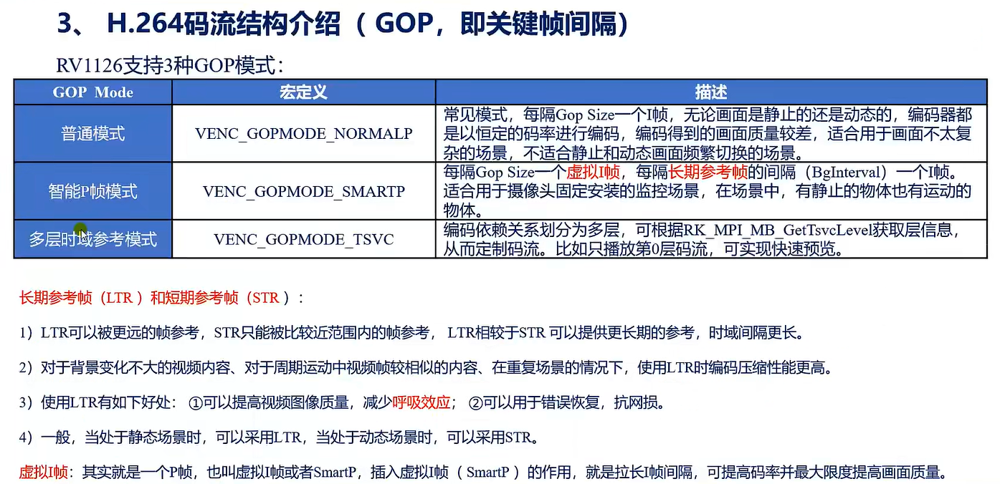 3、 H.264码流结构介绍（ GOP，即关键帧间隔）
RV1126支持3种GOP模式：
GOP Mode
宏定义
描述
普通模式
VENC_GOPMODE_NORMALP
常见模式，每隔Gop Size一个I帧，无论画面是静止的还是动态的，编码器都
是以恒定的码率进行编码，编码得到的画面质量较差，适合用于画面不太复
杂的场景，不适合静止和动态画面频繁切换的场景。
智能P帧模式
VENC_GOPMODE_SMARTP
每隔Gop Size一个虚拟I帧，每隔长期参考帧的间隔（BgInterval）一个I帧。
适合用于摄像头固定安装的监控场景，在场景中，有静止的物体也有运动的
物体。
多层时域参考模式
VENC_GOPMODE_TSVC
编码依赖关系划分为多层，可根据RK_MPI_MB_GetTsvcLevel获取层信息，
从而定制码流。比如只播放第0层码流，可实现快速预览。
长期参考帧（LTR ）和短期参考帧（STR ）：
1）LTR可以被更远的帧参考，STR只能被比较近范围内的帧参考， LTR相较于STR 可以提供更长期的参考，时域间隔更长。
2）对于背景变化不大的视频内容、对于周期运动中视频帧较相似的内容、在重复场景的情况下，使用LTR时编码压缩性能更高。
3）使用LTR有如下好处： ①可以提高视频图像质量，减少呼吸效应； ②可以用于错误恢复，抗网损。
4）一般，当处于静态场景时，可以采用LTR，当处于动态场景时，可以采用STR。
虚拟I帧：其实就是一个P帧，也叫虚拟I帧或者SmartP，插入虚拟I帧（ SmartP ）的作用，就是拉长I帧间隔，可提高码率并最大限度提高画面质量。